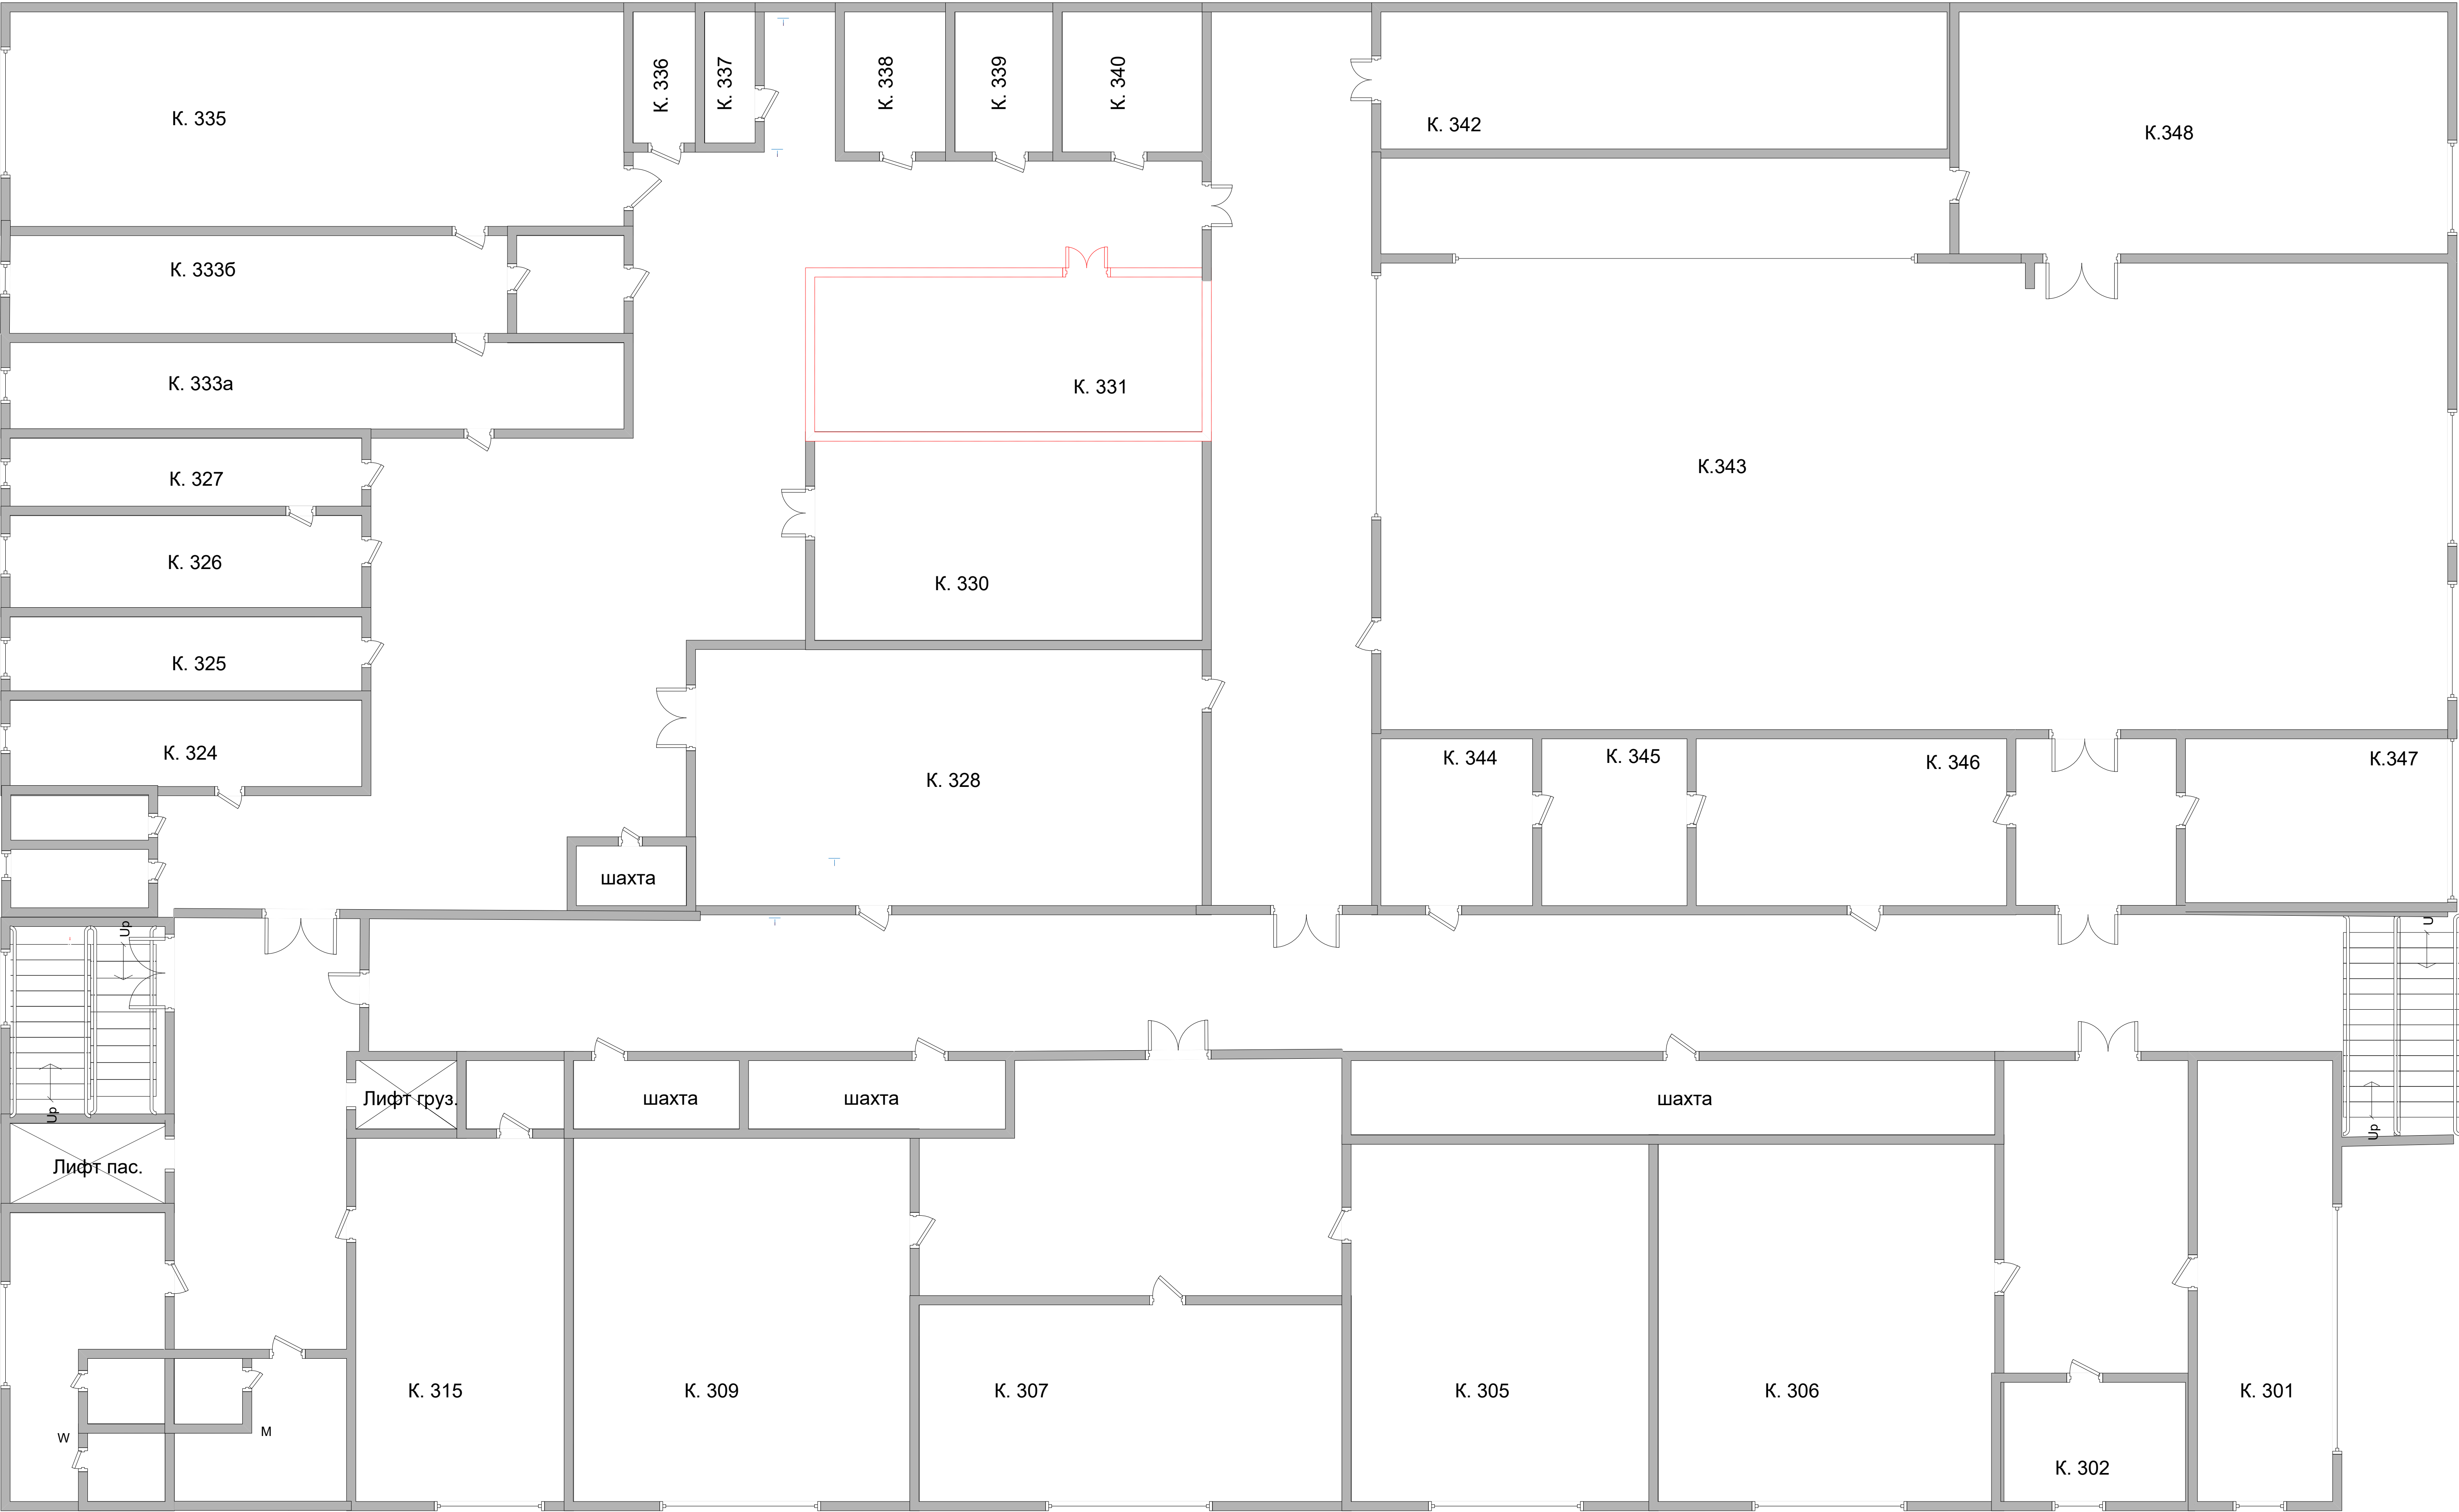 К. 336
К. 337
К. 338
К. 339
К. 340
К. 335
К. 342
К.348
К. 333б
К. 333а
К. 331
К.343
К. 327
К. 326
К. 330
К. 325
К. 324
К. 328
К. 344
К. 345
К. 346
К.347
шахта
Up
U
Up
Лифт груз.
шахта
шахта
шахта
Up
Лифт пас.
К. 315
К. 309
К. 307
К. 305
К. 306
К. 301
W
M
К. 302